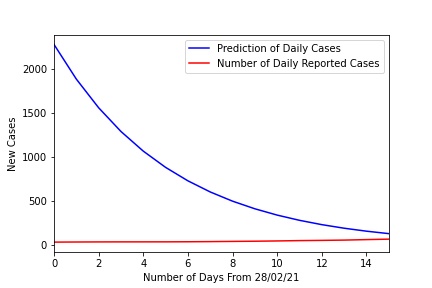 Prediction of Daily Cases
Number of Daily Reported Cases
New Cases
2000
1500
1000
500
0
0 2 4 6 8 10 12 14
Number of Days From 28/02/21